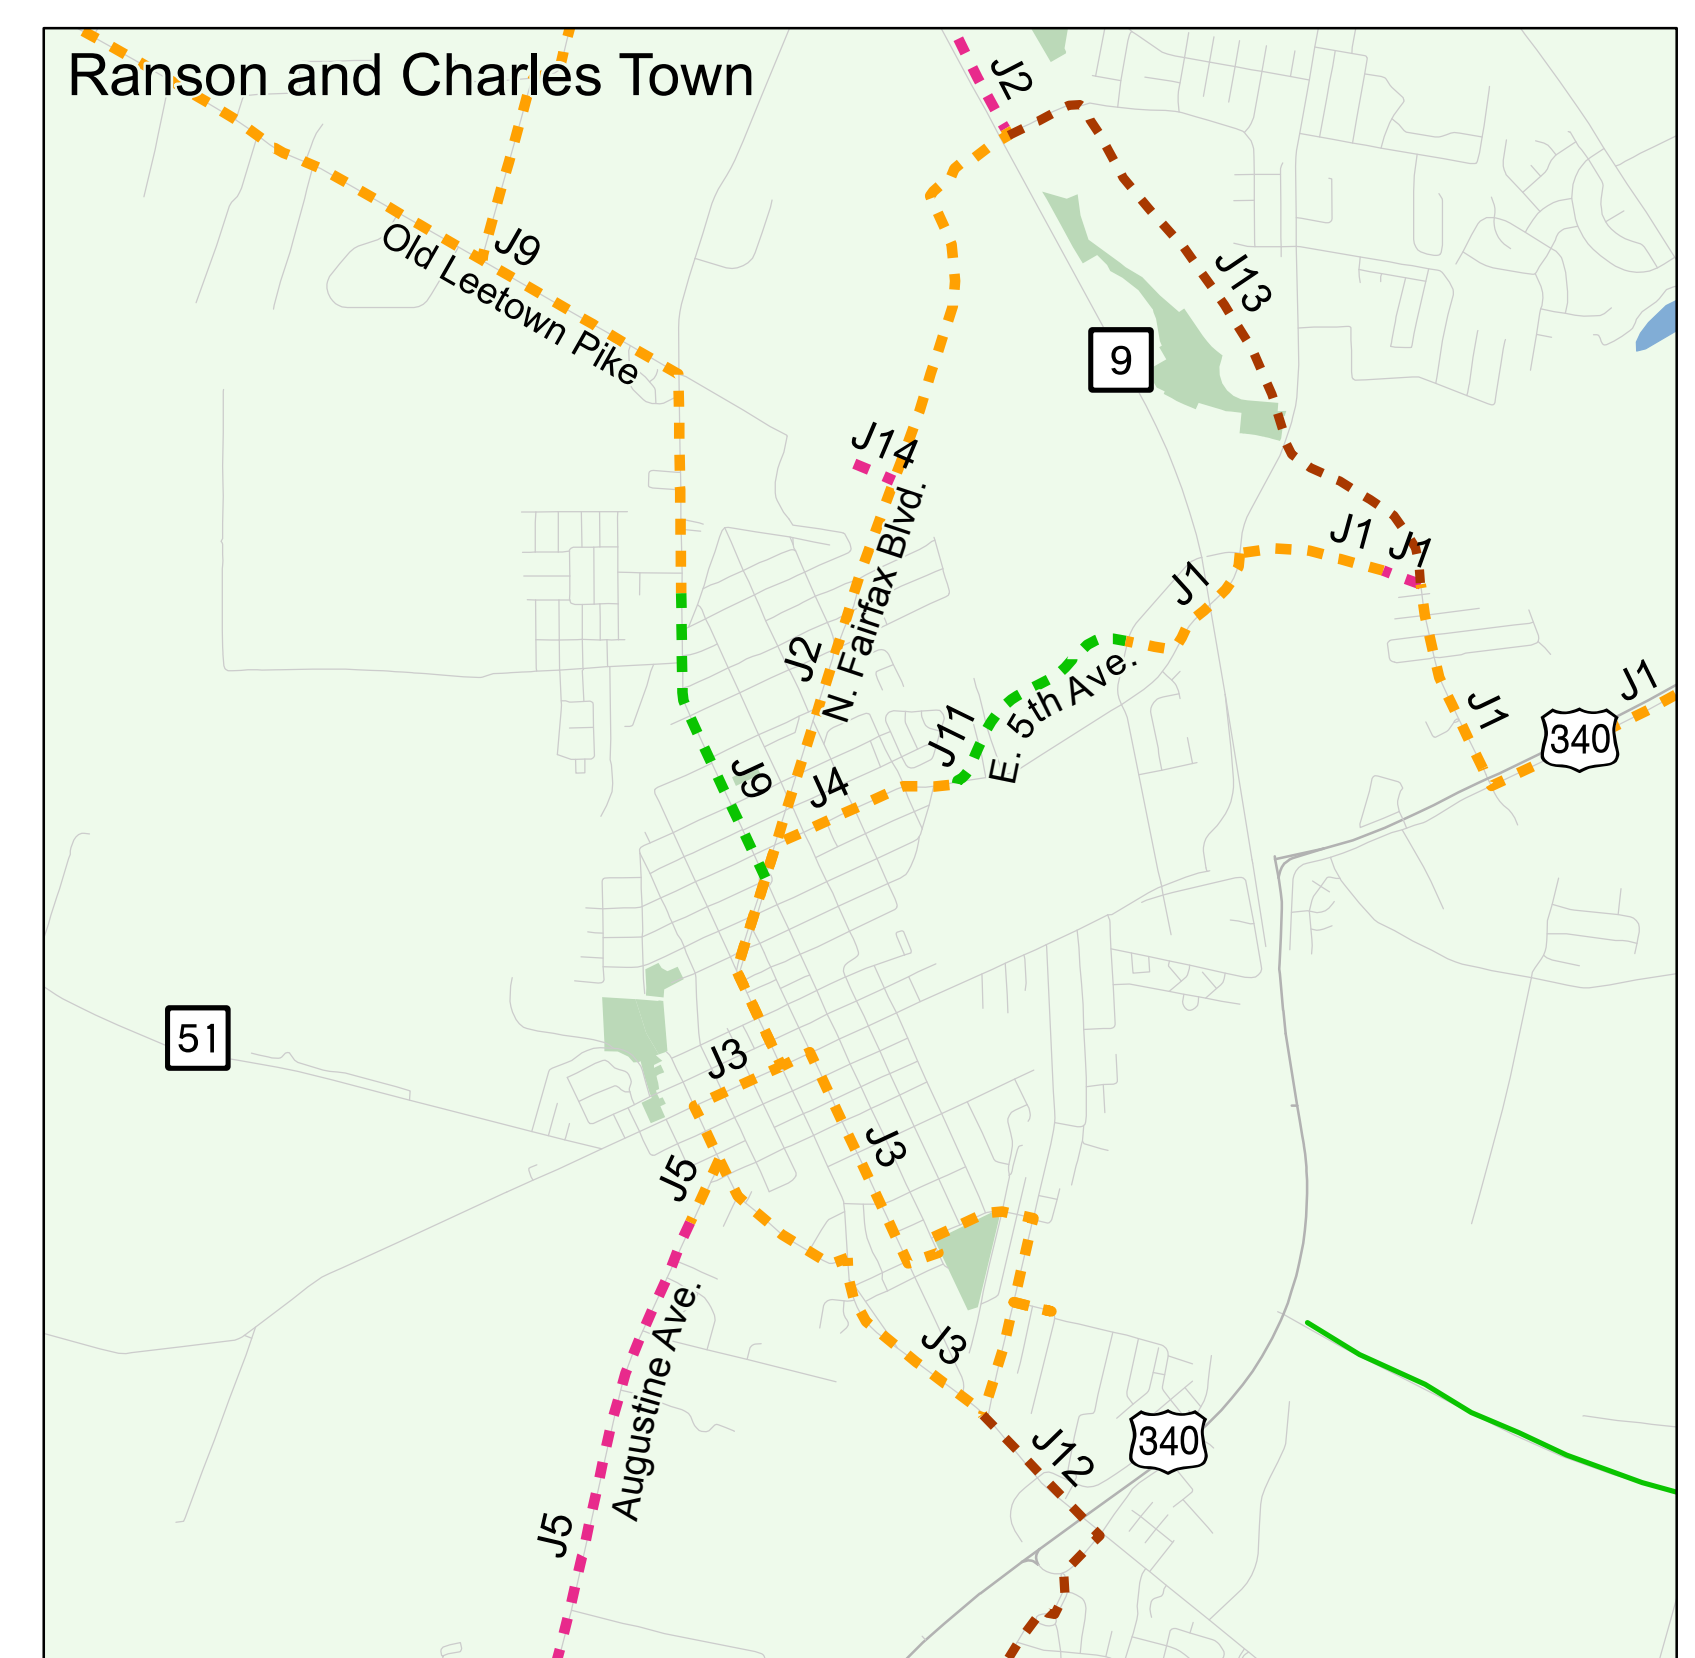 Ranson and Charles Town
J2
J9
Old Leetown Pike
J13
9
J14
N. Fairfax Blvd.
J1
J1
J1
J2
E. 5th Ave.
J11
J1
J1
340
J9
J4
51
J3
J3
J5
Augustine Ave.
J3
J12
340
J5